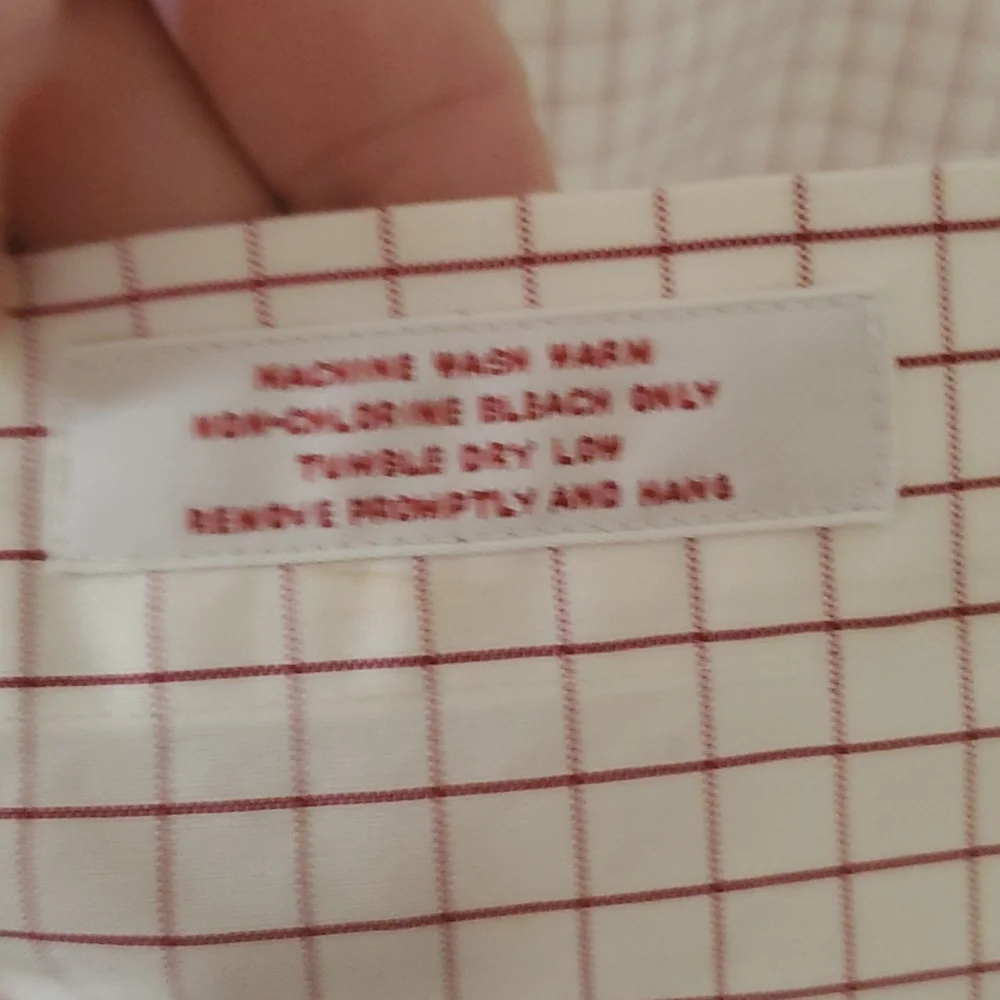 MACHINE WASH WARM
NON-CHLORINE BLEACH ONLY
TUMBLE DRY LOW
REMOVE PROMPTLY AND HANG